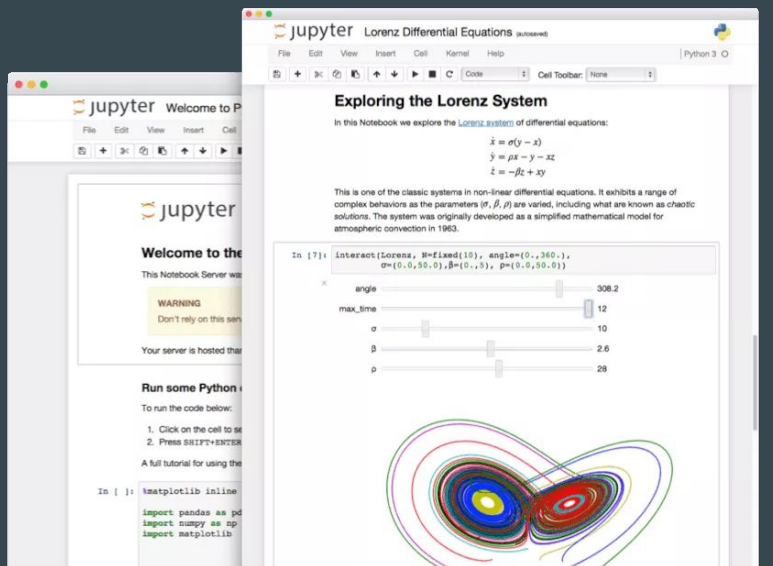 jupyter Lorenz Differential Equations (autosaved)
File Edit View Insert Cell Kernel Help Python 3
Code Cell Toolbar: None
Exploring the Lorenz System
In this Notebook we explore the Lorenz system of differential equations:
ẋ = σ(y − x)
ẏ = ρx − y − xz
ż = −βz + xy
This is one of the classic systems in non-linear differential equations. It exhibits a range of
complex behaviors as the parameters (σ, β, ρ) are varied, including what are known as chaotic
solutions. The system was originally developed as a simplified mathematical model for
atmospheric convection in 1963.
In [7]: interact(Lorenz, N=fixed(10), angle=(0.,360.),
σ=(0.0,50.0),β=(0.,5), ρ=(0.0,50.0))
angle 308.2
max_time 12
σ 10
β 2.6
ρ 28
jupyter Welcome to P
File Edit View Insert Cell
jupyter
Welcome to the
This Notebook Server was
WARNING
Don't rely on this serv
Your server is hosted than
Run some Python
To run the code below:
1. Click on the cell to se
2. Press SHIFT+ENTER
A full tutorial for using the
In [ ]: %matplotlib inline
import pandas as pd
import numpy as np
import matplotlib